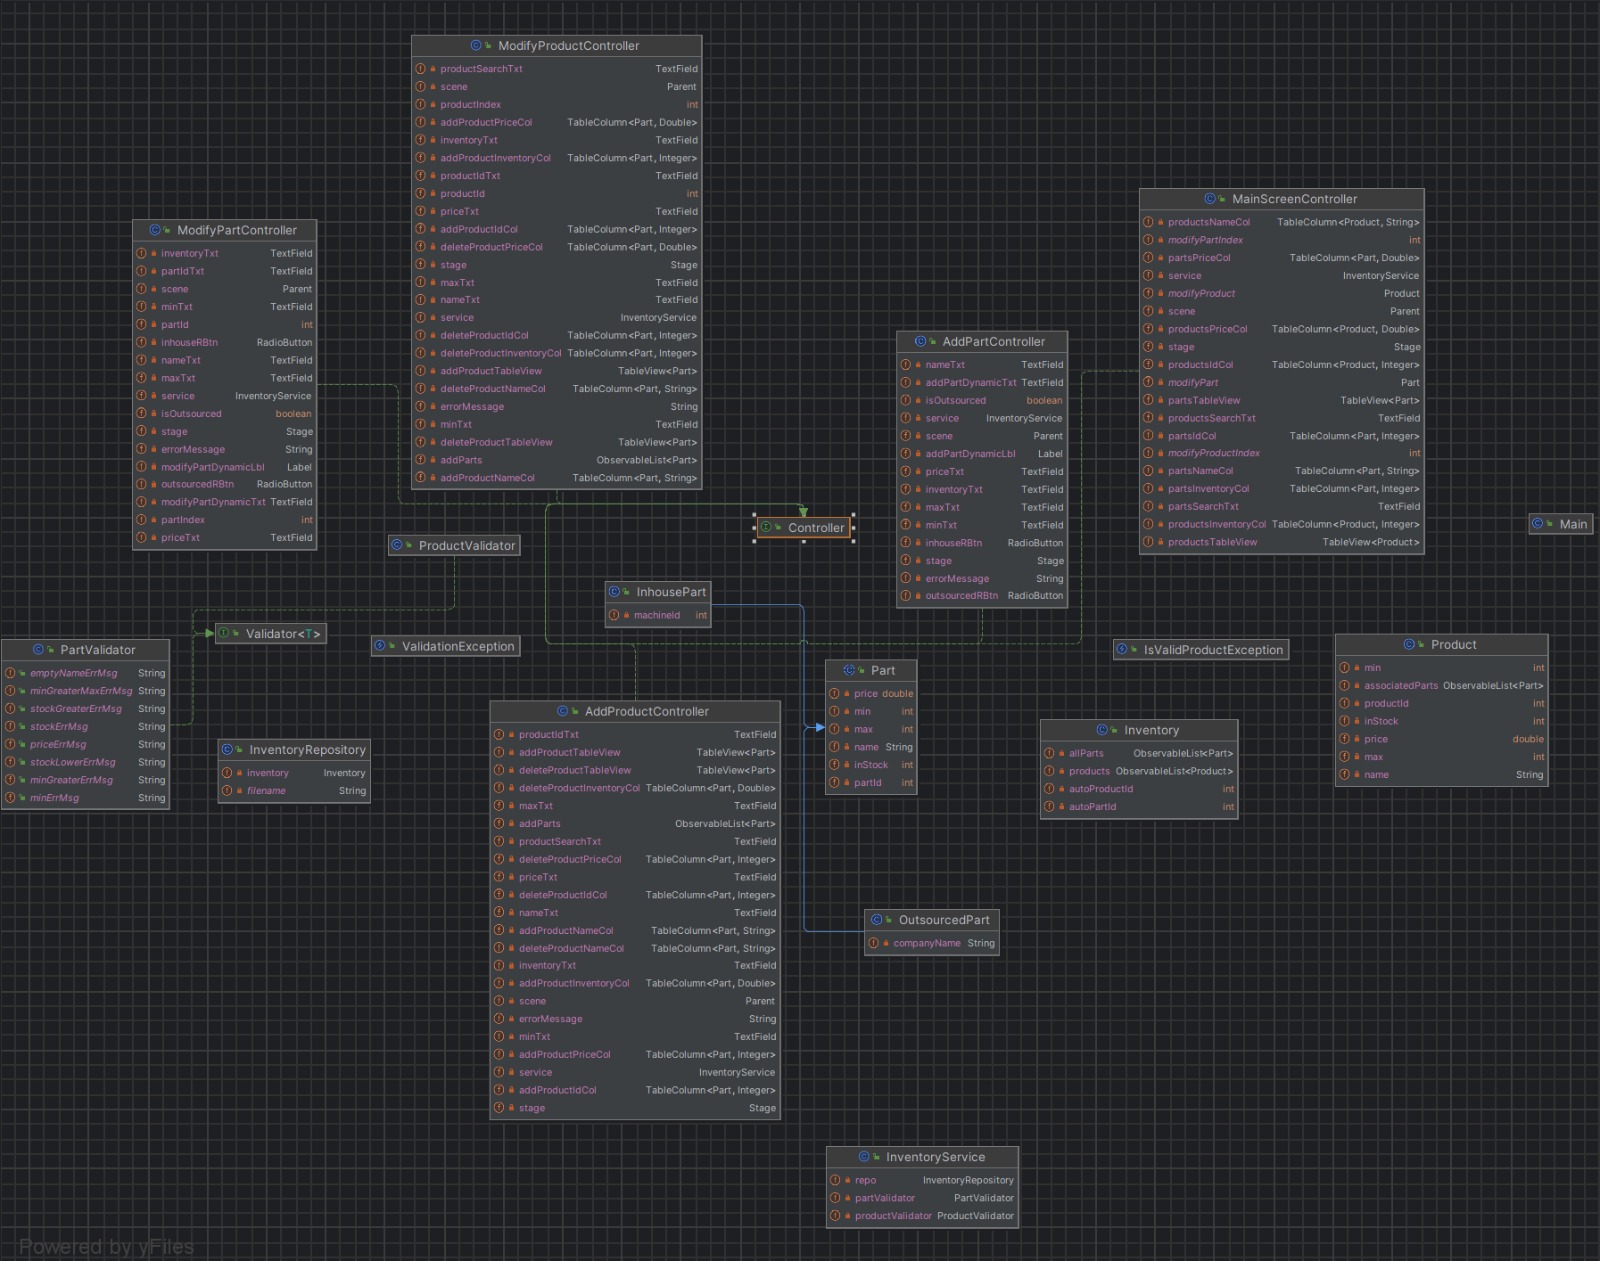 ModifyProductController
productSearchTxt TextField
scene Parent
productIndex int
addProductPriceCol TableColumn<Part, Double>
inventoryTxt TextField
addProductInventoryCol TableColumn<Part, Integer>
productIdTxt TextField
productId int
priceTxt TextField
addProductIdCol TableColumn<Part, Integer>
deleteProductPriceCol TableColumn<Part, Double>
stage Stage
maxTxt TextField
nameTxt TextField
service InventoryService
deleteProductIdCol TableColumn<Part, Integer>
deleteProductInventoryCol TableColumn<Part, Integer>
addProductTableView TableView<Part>
deleteProductNameCol TableColumn<Part, String>
errorMessage String
minTxt TextField
deleteProductTableView TableView<Part>
addParts ObservableList<Part>
addProductNameCol TableColumn<Part, String>
MainScreenController
productsNameCol TableColumn<Product, String>
modifyPartIndex int
partsPriceCol TableColumn<Part, Double>
service InventoryService
modifyProduct Product
scene Parent
productsPriceCol TableColumn<Product, Double>
stage Stage
productsIdCol TableColumn<Product, Integer>
modifyPart Part
partsTableView TableView<Part>
productsSearchTxt TextField
partsIdCol TableColumn<Part, Integer>
modifyProductIndex int
partsNameCol TableColumn<Part, String>
partsInventoryCol TableColumn<Part, Integer>
partsSearchTxt TextField
productsInventoryCol TableColumn<Product, Integer>
productsTableView TableView<Product>
ModifyPartController
inventoryTxt TextField
partIdTxt TextField
scene Parent
minTxt TextField
partId int
inhouseRBtn RadioButton
nameTxt TextField
maxTxt TextField
service InventoryService
isOutsourced boolean
stage Stage
errorMessage String
modifyPartDynamicLbl Label
outsourcedRBtn RadioButton
modifyPartDynamicTxt TextField
partIndex int
priceTxt TextField
AddPartController
nameTxt TextField
addPartDynamicTxt TextField
isOutsourced boolean
service InventoryService
scene Parent
addPartDynamicLbl Label
priceTxt TextField
inventoryTxt TextField
maxTxt TextField
minTxt TextField
inhouseRBtn RadioButton
stage Stage
errorMessage String
outsourcedRBtn RadioButton
Controller
Main
ProductValidator
InhousePart
machineId int
Validator<T>
ValidationException
IsValidProductException
Product
min int
associatedParts ObservableList<Part>
productId int
inStock int
price double
max int
name String
PartValidator
emptyNameErrMsg String
minGreaterMaxErrMsg String
stockGreaterErrMsg String
stockErrMsg String
priceErrMsg String
stockLowerErrMsg String
minGreaterErrMsg String
minErrMsg String
Part
price double
min int
max int
name String
inStock int
partId int
AddProductController
productIdTxt TextField
addProductTableView TableView<Part>
deleteProductTableView TableView<Part>
deleteProductInventoryCol TableColumn<Part, Double>
maxTxt TextField
addParts ObservableList<Part>
productSearchTxt TextField
deleteProductPriceCol TableColumn<Part, Integer>
priceTxt TextField
deleteProductIdCol TableColumn<Part, Integer>
nameTxt TextField
addProductNameCol TableColumn<Part, String>
deleteProductNameCol TableColumn<Part, String>
inventoryTxt TextField
addProductInventoryCol TableColumn<Part, Double>
scene Parent
errorMessage String
minTxt TextField
addProductPriceCol TableColumn<Part, Integer>
service InventoryService
addProductIdCol TableColumn<Part, Integer>
stage Stage
Inventory
allParts ObservableList<Part>
products ObservableList<Product>
autoProductId int
autoPartId int
InventoryRepository
inventory Inventory
filename String
OutsourcedPart
companyName String
InventoryService
repo InventoryRepository
partValidator PartValidator
productValidator ProductValidator
Powered by yFiles